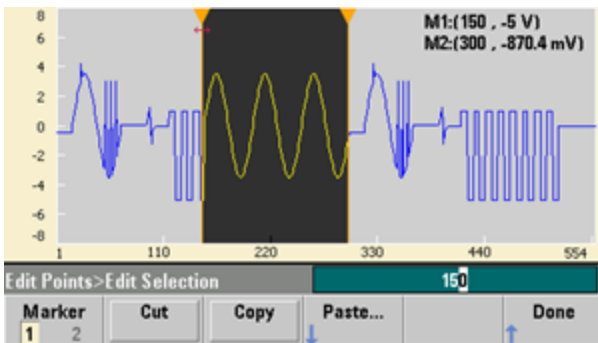 8
M1:(150 , -5 V)
6
M2:(300 , -870.4 mV)
4
2
0
-2
-4
-6
-8
1 110 220 330 440 554
Edit Points>Edit Selection 150
Marker Cut Copy Paste... Done
1 2